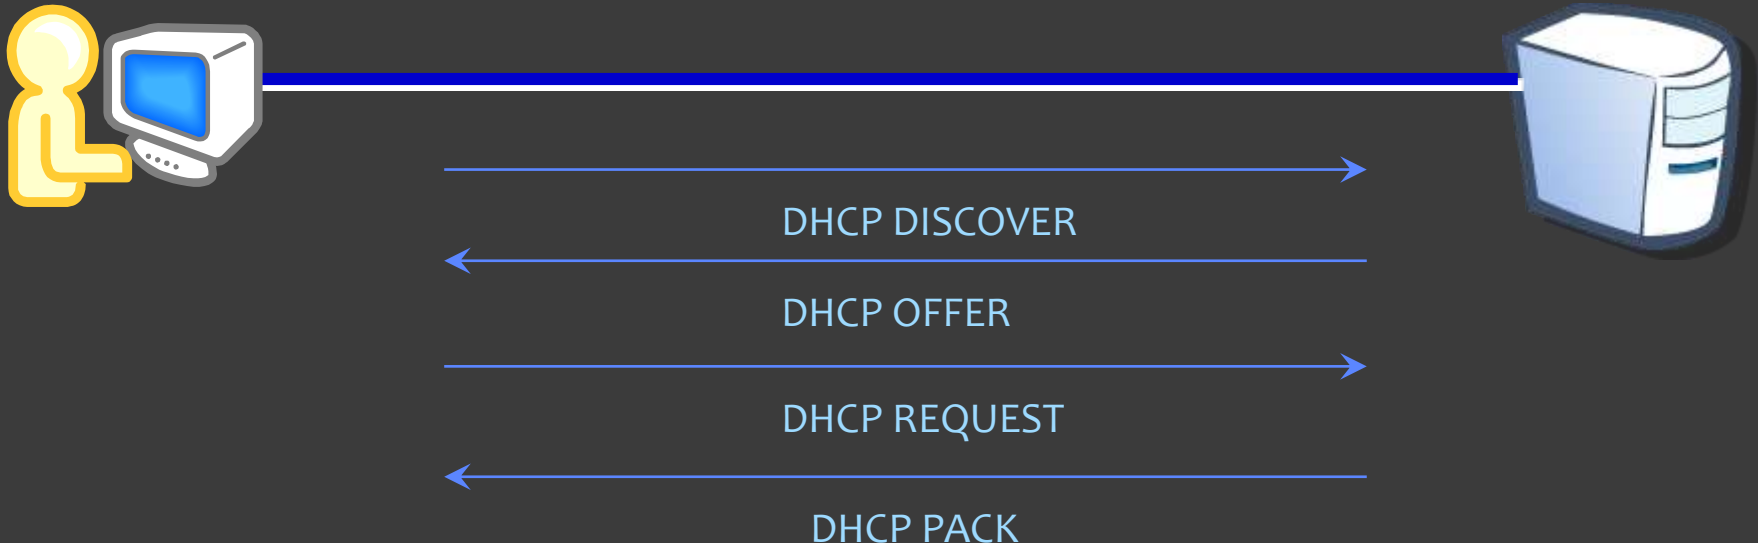 DHCP DISCOVER
DHCP OFFER
DHCP REQUEST
DHCP PACK